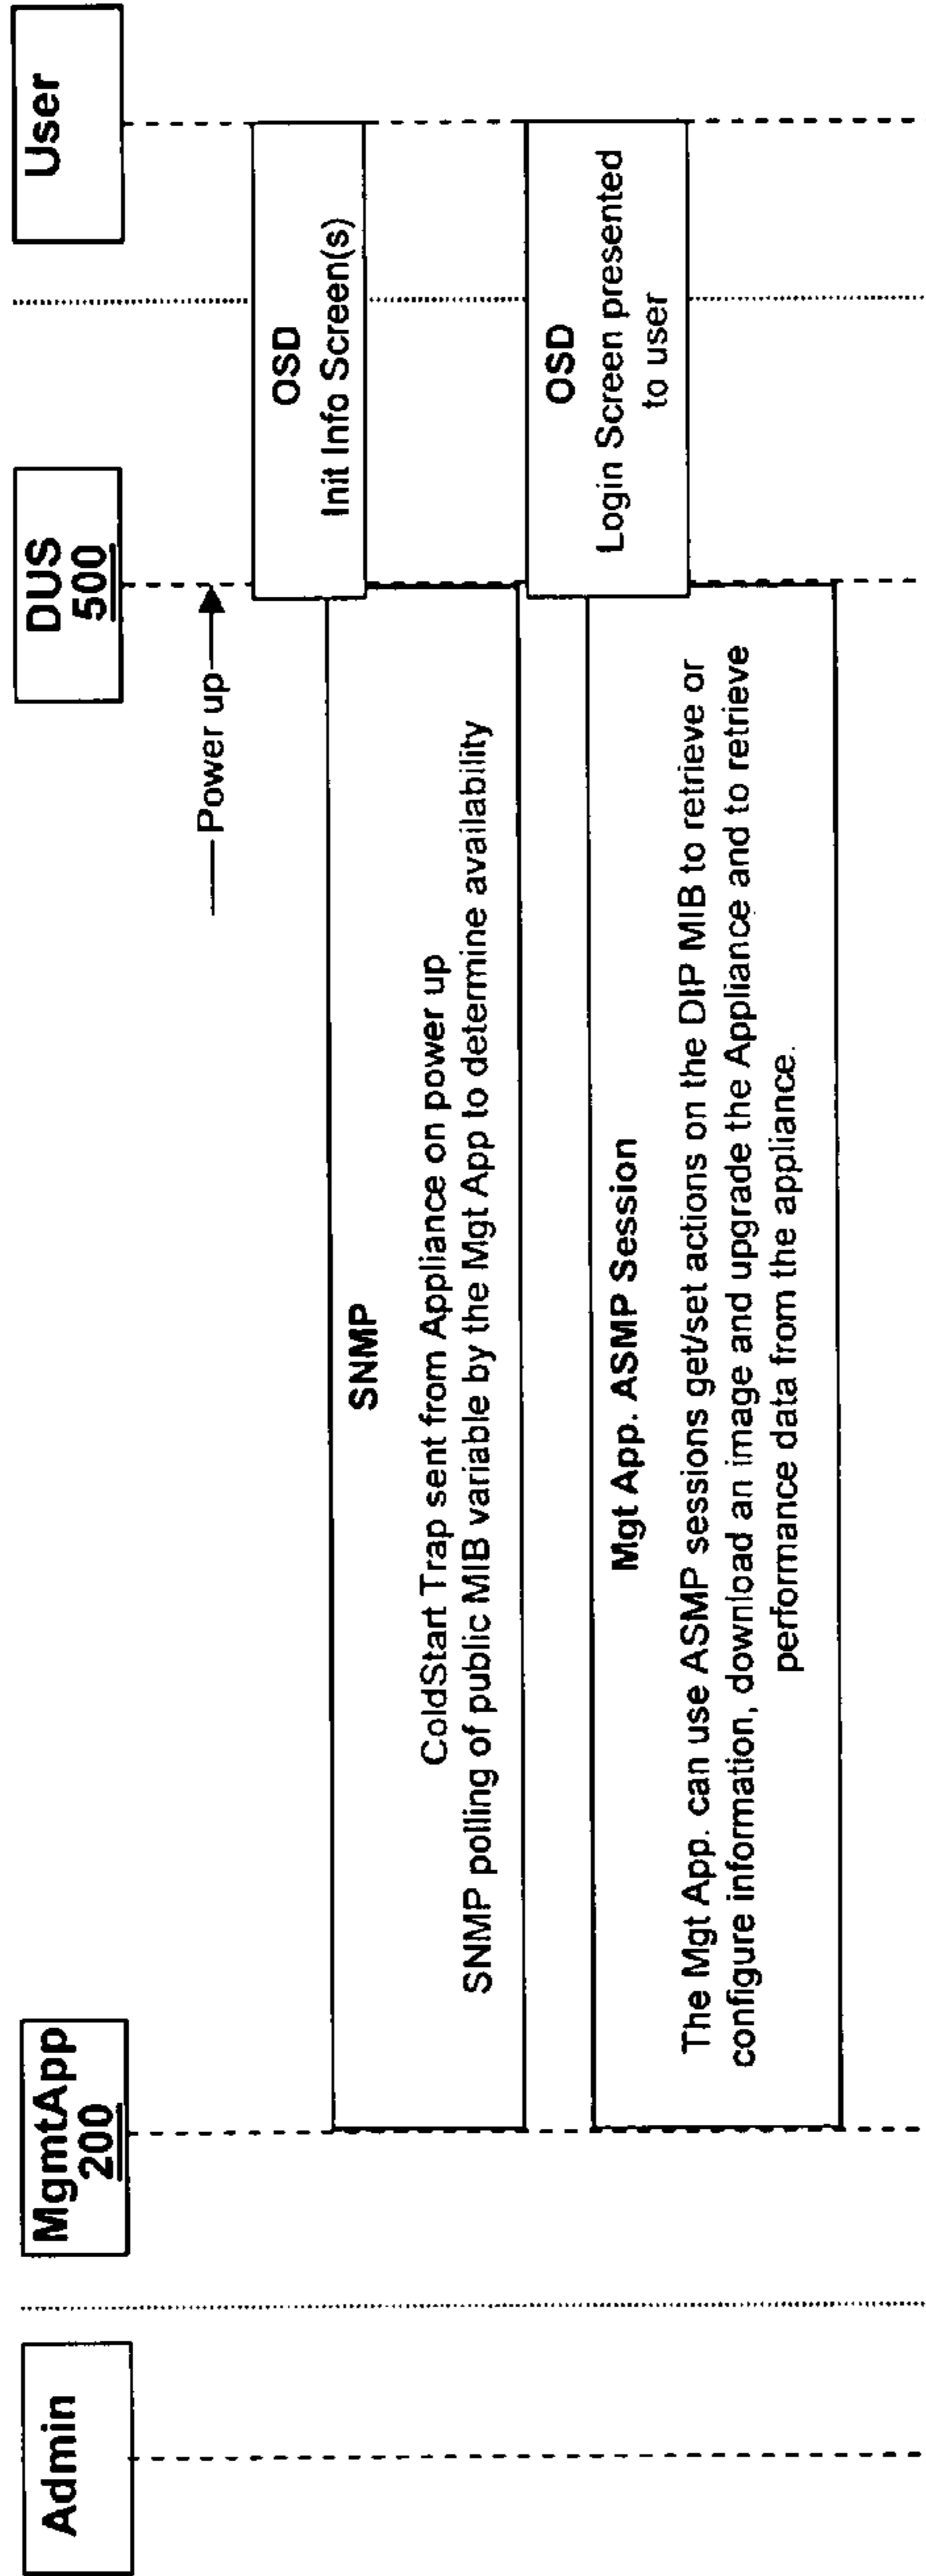 Admin
MgmtApp
200
DUS
500
User
Power up
OSD
Init Info Screen(s)
SNMP
ColdStart Trap sent from Appliance on power up
SNMP polling of public MIB variable by the Mgt App to determine availability
OSD
Login Screen presented
to user
Mgt App. ASMP Session
The Mgt App. can use ASMP sessions get/set actions on the DIP MIB to retrieve or
configure information, download an image and upgrade the Appliance and to retrieve
performance data from the appliance.